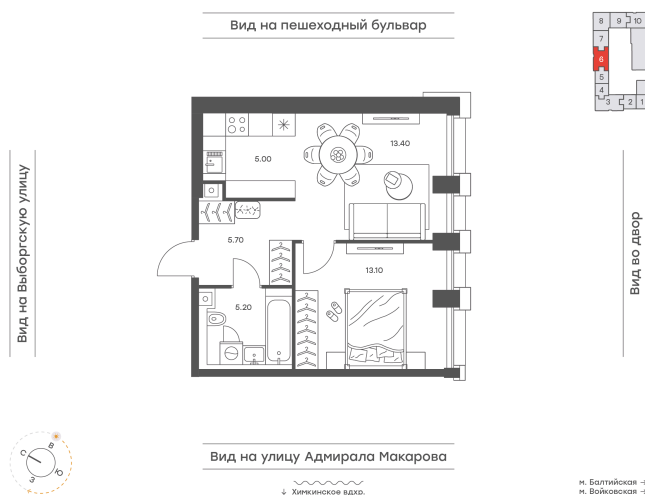 Вид на пешеходный бульвар
8 9 10
7
6
5
4
3 2 1
5.00
13.40
5.70
13.10
5.20
Вид на Выборгскую улицу
Вид во двор
Вид на улицу Адмирала Макарова
↓ Химкинское вдхр.
С В Ю З
м. Балтийская →
м. Войковская →